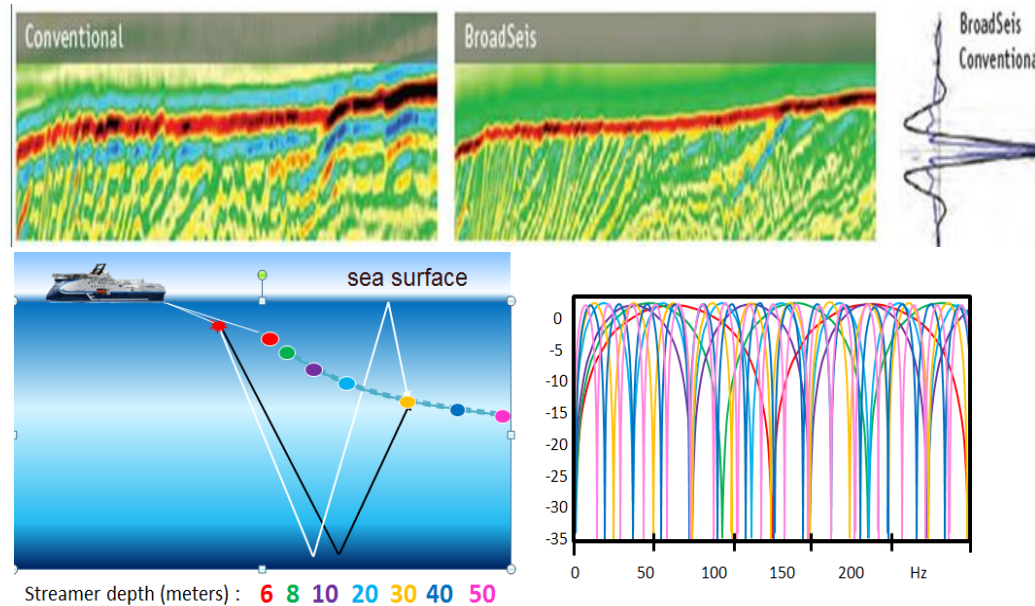 Conventional
BroadSeis
BroadSeis
Conventiona
sea surface
0
-5
-10
-15
-20
-25
-30
-35
0 50 100 150 200 Hz
Streamer depth (meters) : 6 8 10 20 30 40 50